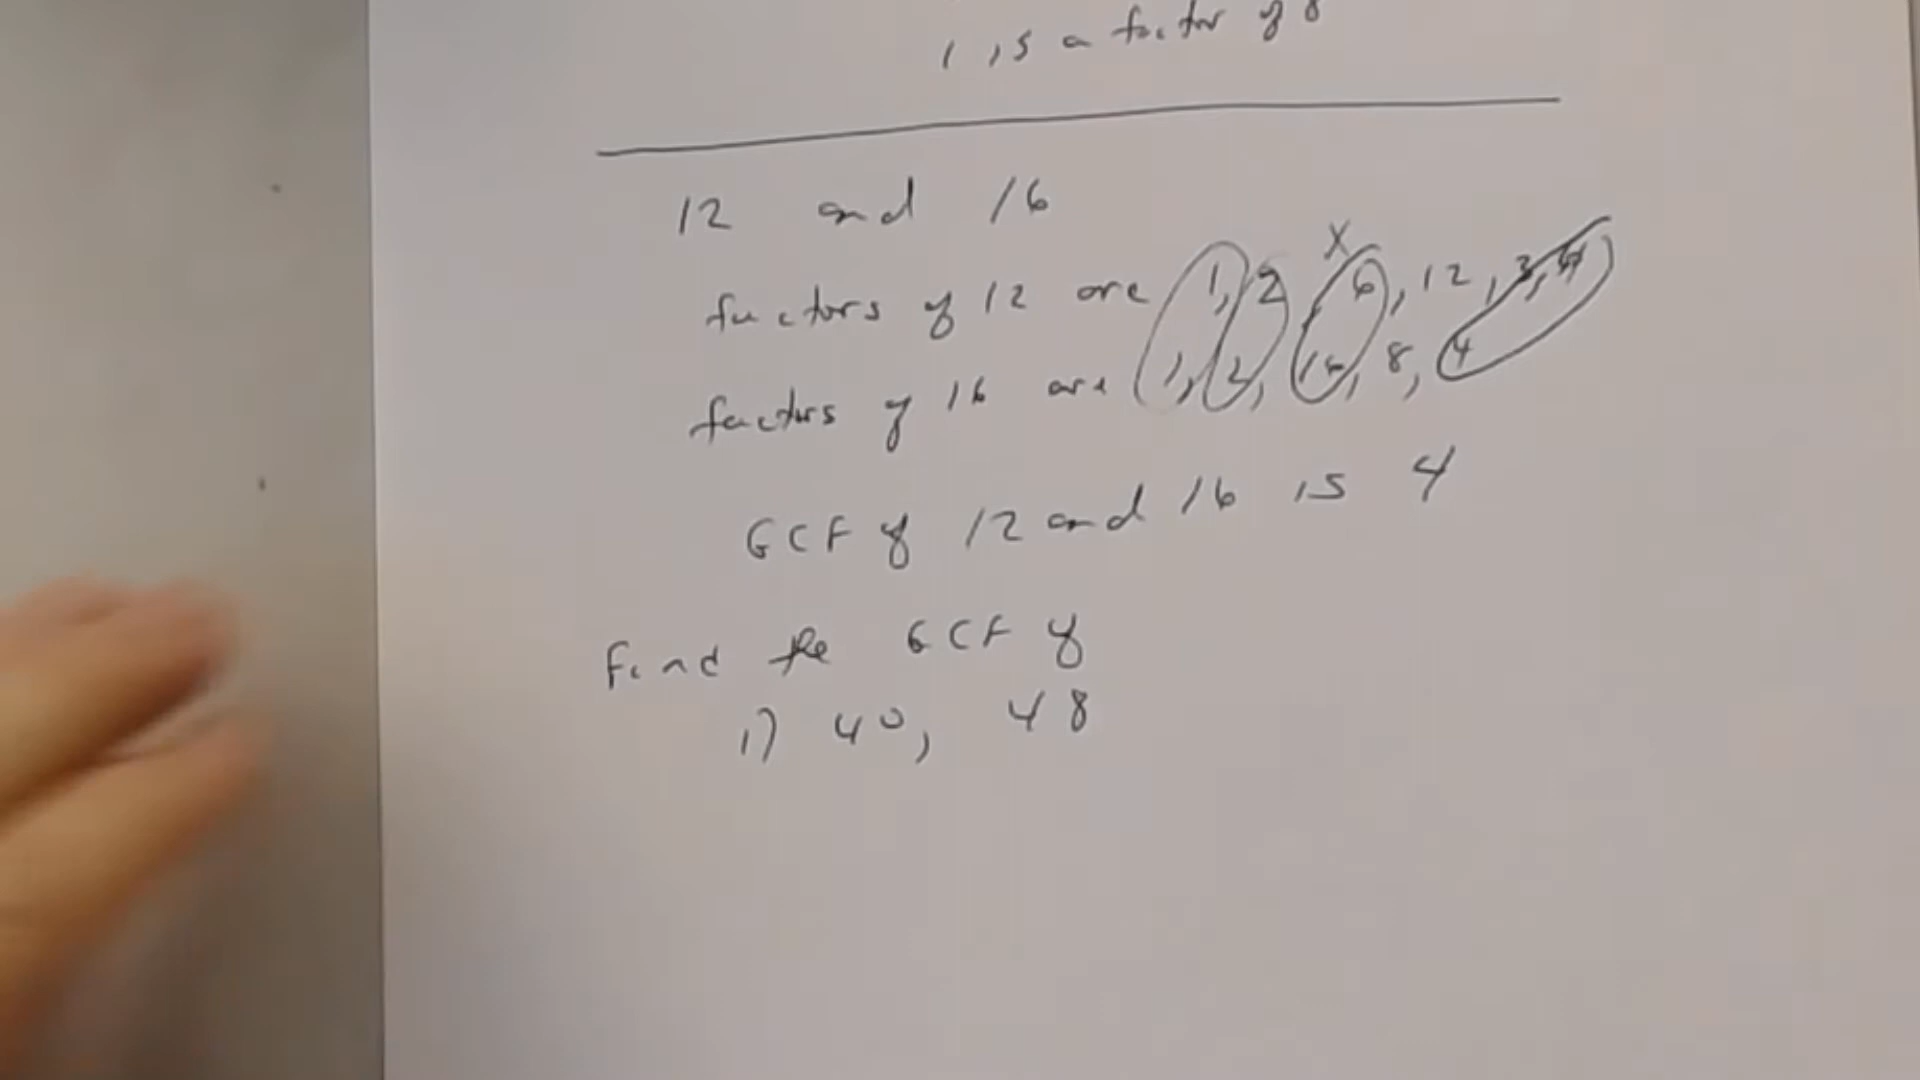 1 is a factor of 8
12 and 16
factors of 12 are 1, 2 6, 12, 3, 4
factors of 16 are 1, 2, 16, 8, 4
GCF of 12 and 16 is 4
X
Find the GCF of
1) 40, 48